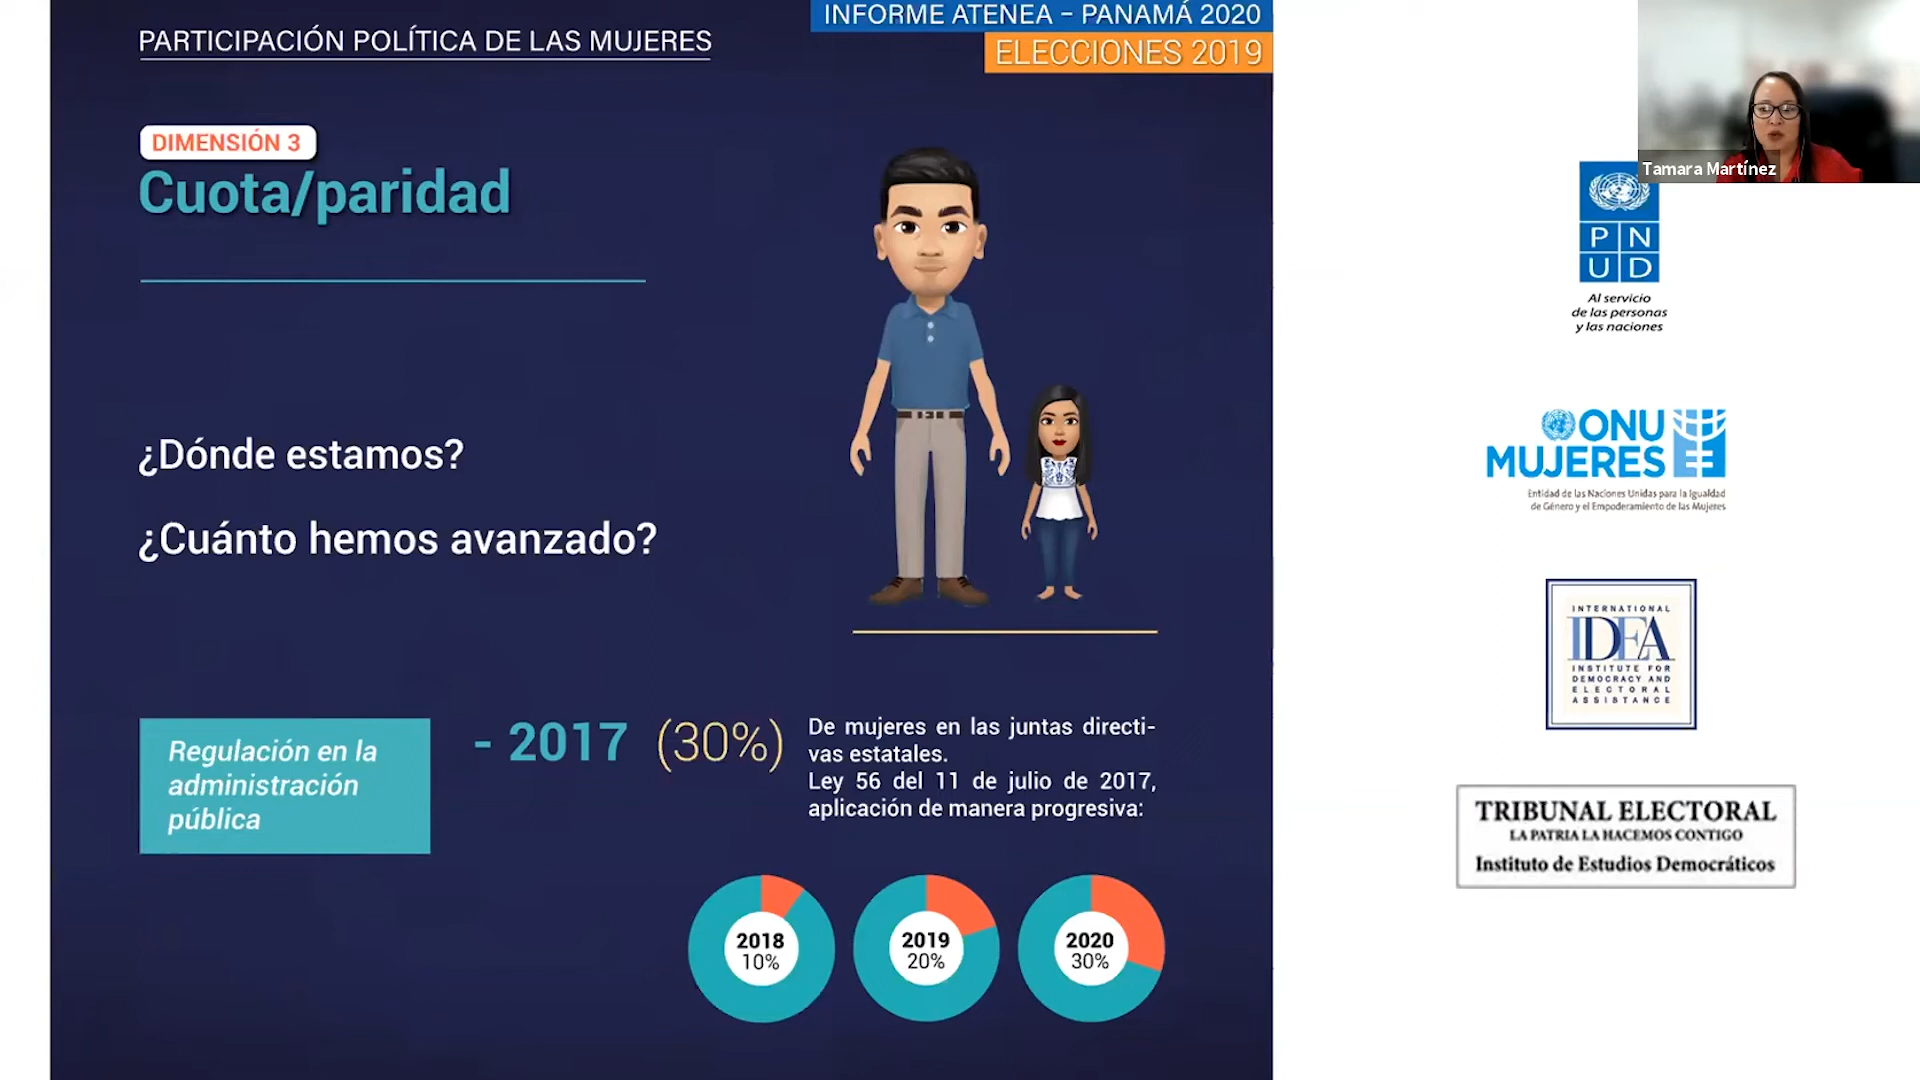 PARTICIPACIÓN POLÍTICA DE LAS MUJERES
INFORME ATENEA – PANAMÁ 2020
ELECCIONES 2019
DIMENSIÓN 3
Cuota/paridad
¿Dónde estamos?
¿Cuánto hemos avanzado?
Regulación en la
administración
pública
- 2017 (30%)
De mujeres en las juntas directi-
vas estatales.
Ley 56 del 11 de julio de 2017,
aplicación de manera progresiva:
2018
10%
2019
20%
2020
30%
Tamara Martínez
P N
U D
Al servicio
de las personas
y las naciones
ONU
MUJERES
Entidad de las Naciones Unidas para la Igualdad
de Género y el Empoderamiento de las Mujeres
INTERNATIONAL
IDEA
INSTITUTE FOR
DEMOCRACY AND
ELECTORAL
ASSISTANCE
TRIBUNAL ELECTORAL
LA PATRIA LA HACEMOS CONTIGO
Instituto de Estudios Democráticos